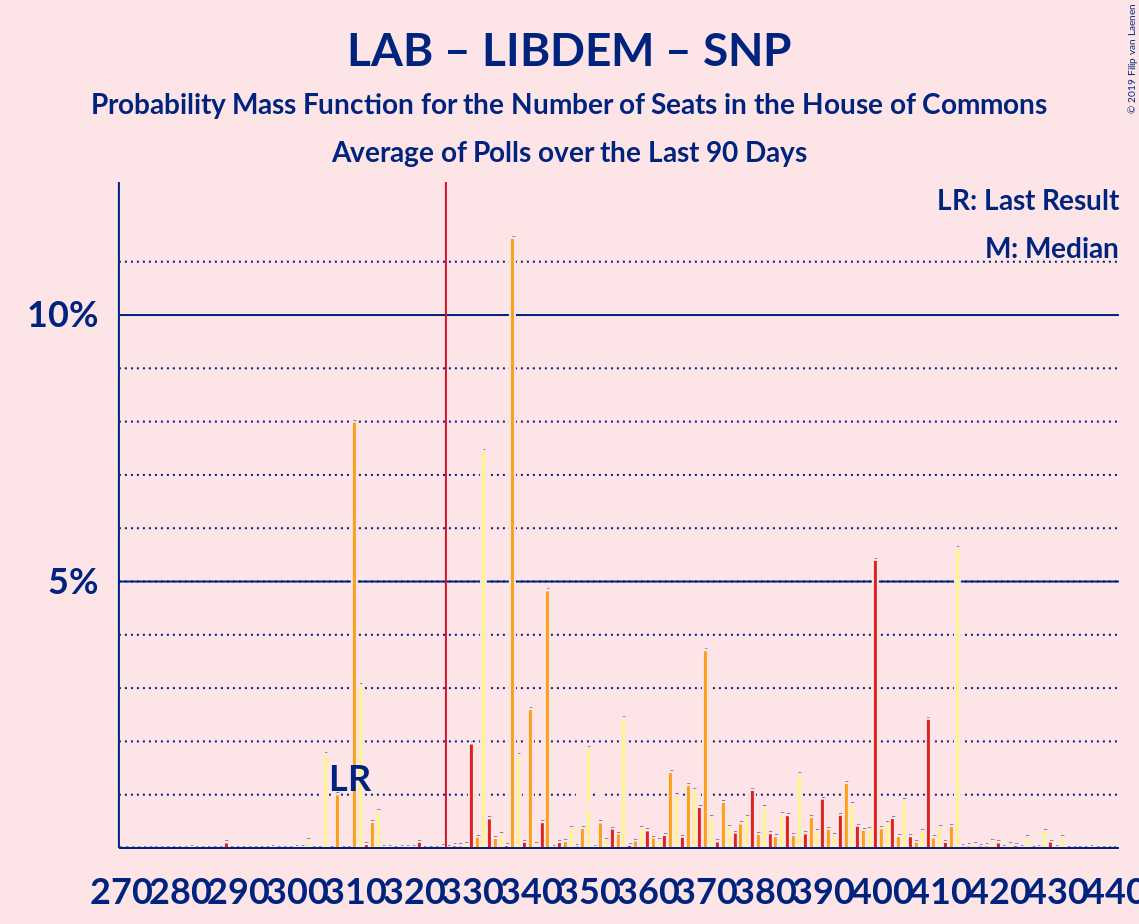 LAB – LIBDEM – SNP
Probability Mass Function for the Number of Seats in the House of Commons
Average of Polls over the Last 90 Days
© 2019 Filip van Laenen
LR: Last Result
M: Median
10%
5%
LR
270 280 290 300 310 320 330 340 350 360 370 380 390 400 410 420 430 440